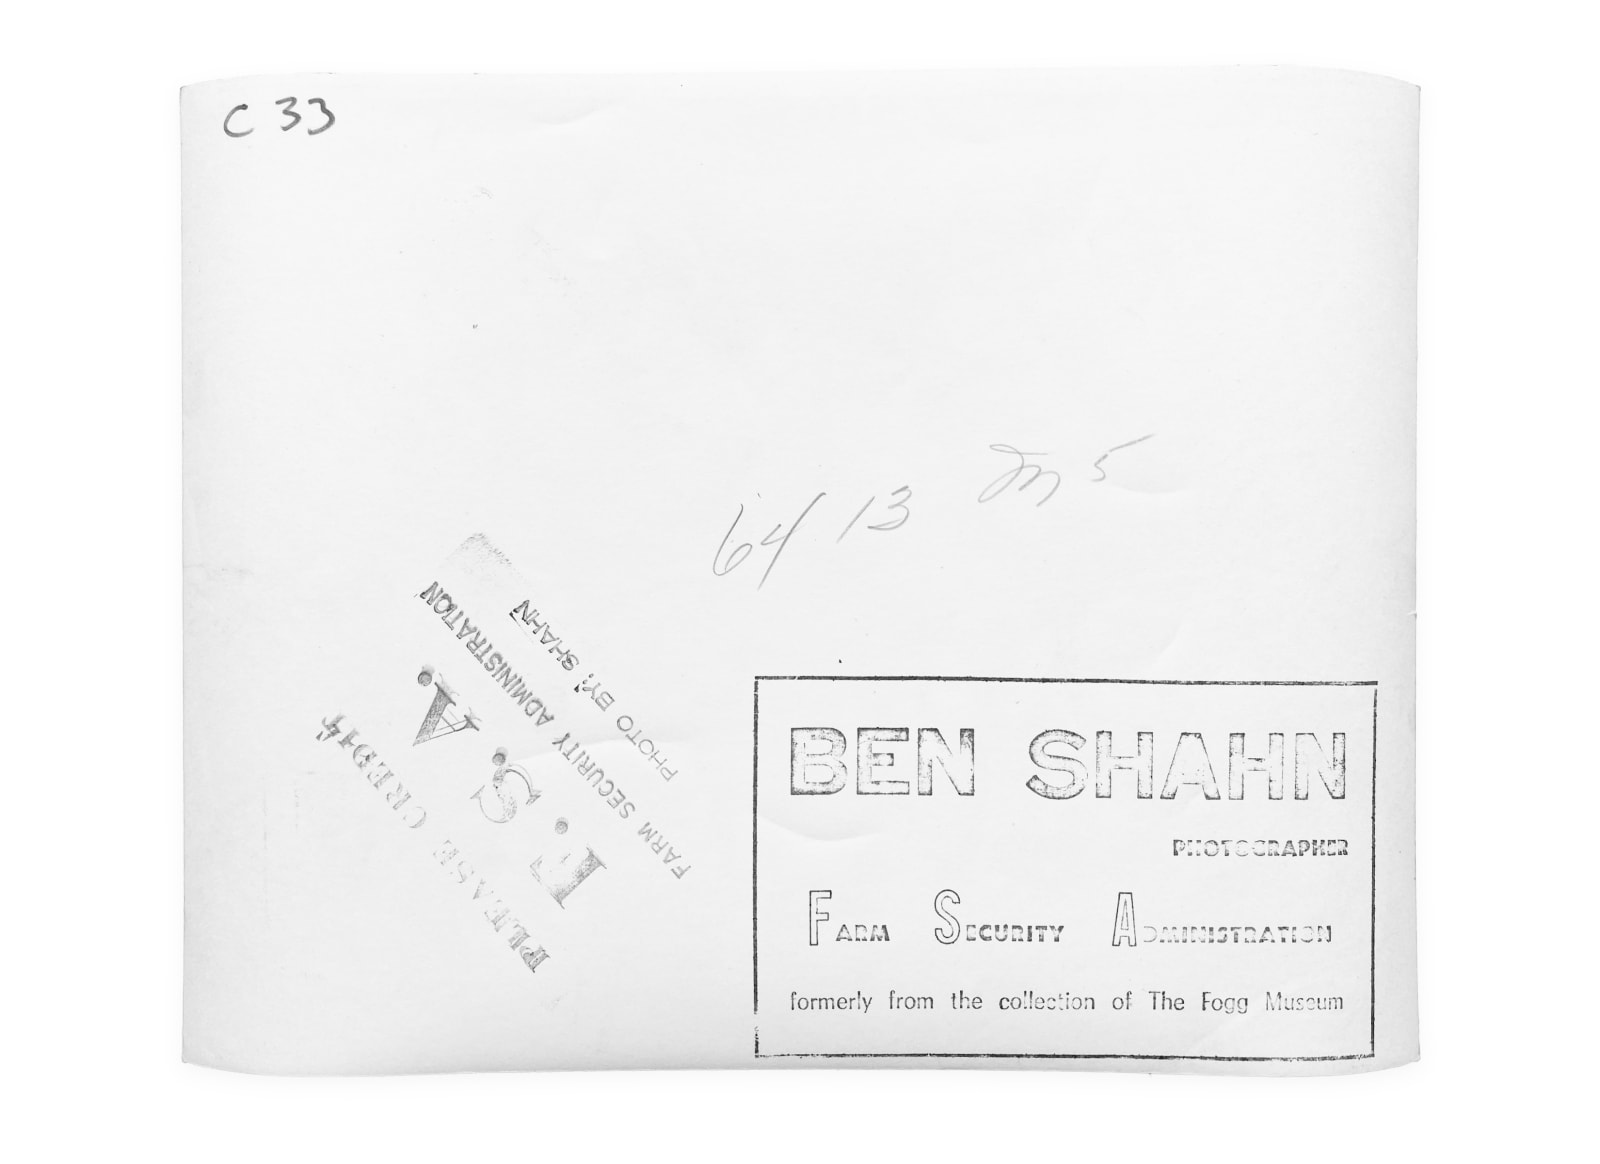 C 33
64 13 M 5
PLEASE CREDIT
F. S. A.
FARM SECURITY ADMINISTRATION
PHOTO BY: SHAHN
BEN SHAHN
PHOTOGRAPHER
FARM SECURITY ADMINISTRATION
formerly from the collection of The Fogg Museum